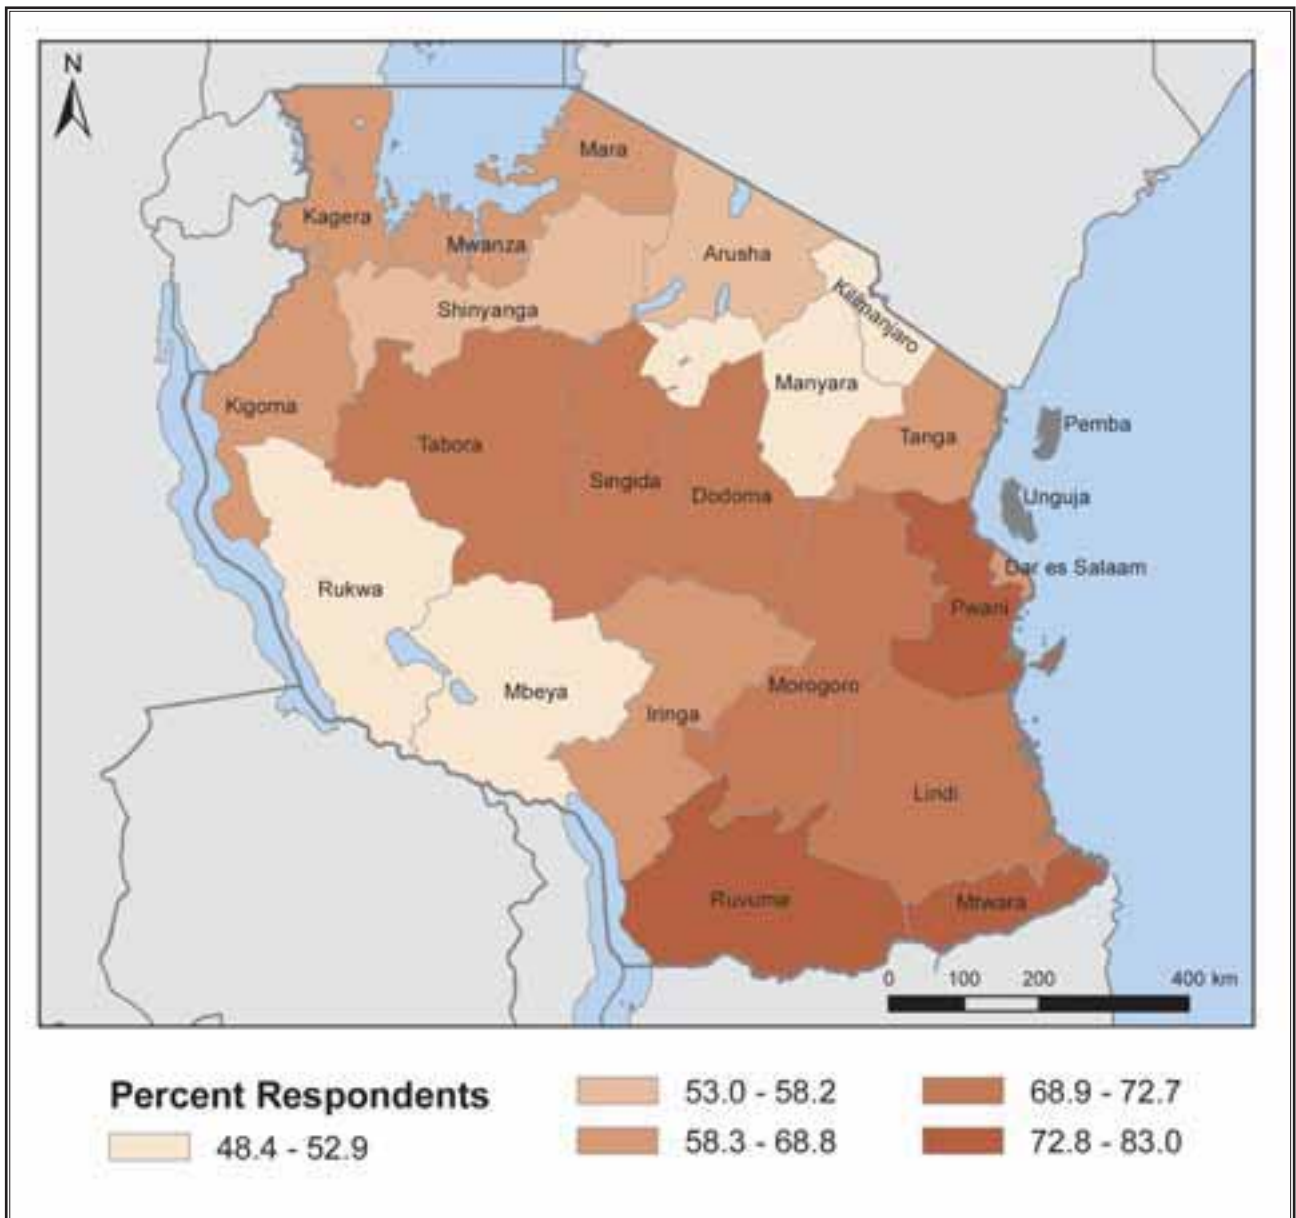 N
Mara
Kagera
Mwanza
Arusha
Shinyanga
Kilimanjaro
Manyara
Kigoma
Pemba
Tanga
Tabora
Singida
Dodoma
Unguja
Dar es Salaam
Rukwa
Pwani
Morogoro
Mbeya
Iringa
Lindi
Ruvuma
Mtwara
0 100 200 400 km
Percent Respondents
48.4 - 52.9
53.0 - 58.2
58.3 - 68.8
68.9 - 72.7
72.8 - 83.0